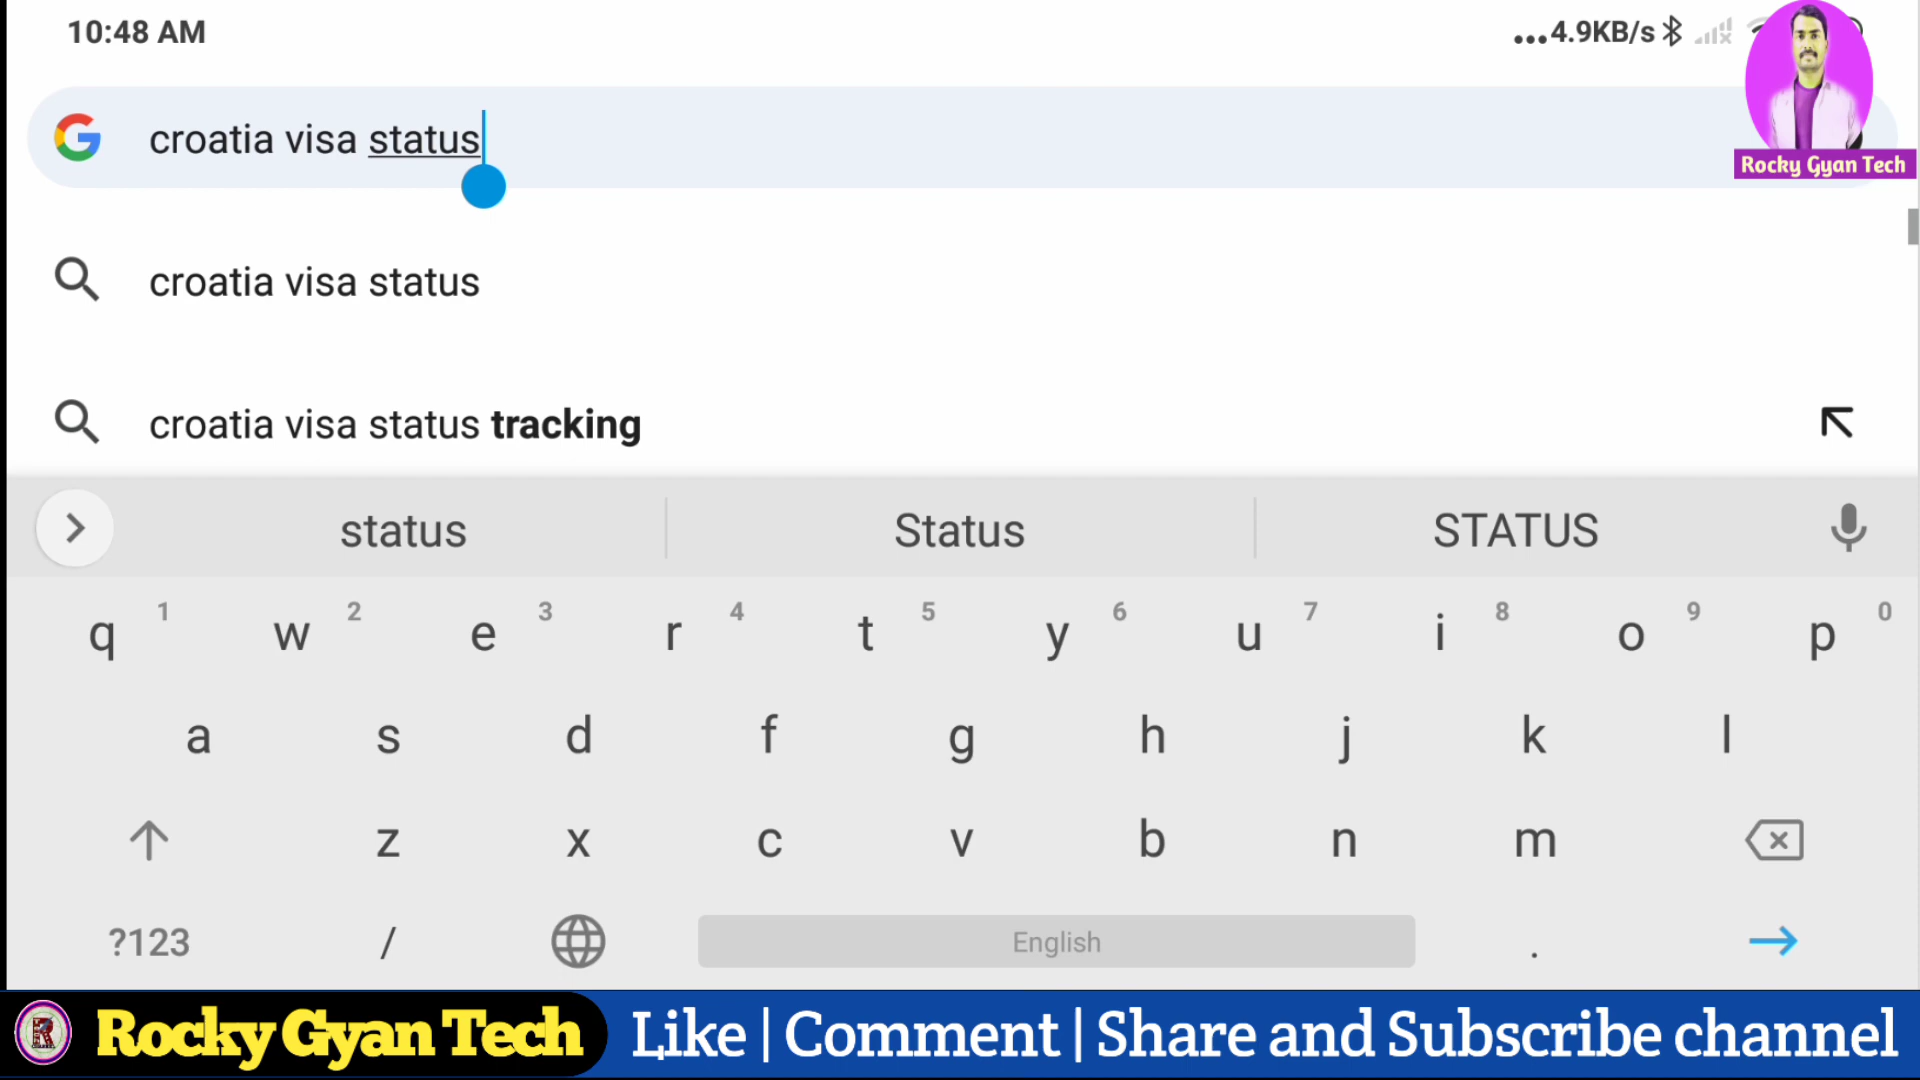 10:48 AM
...4.9KB/s
croatia visa status
Rocky Gyan Tech
croatia visa status
croatia visa status tracking
status Status STATUS
q 1 w 2 e 3 r 4 t 5 y 6 u 7 i 8 o 9 p 0
a s d f g h j k l
z x c v b n m
?123 / English .
R Rocky Gyan Tech Like | Comment | Share and Subscribe channel